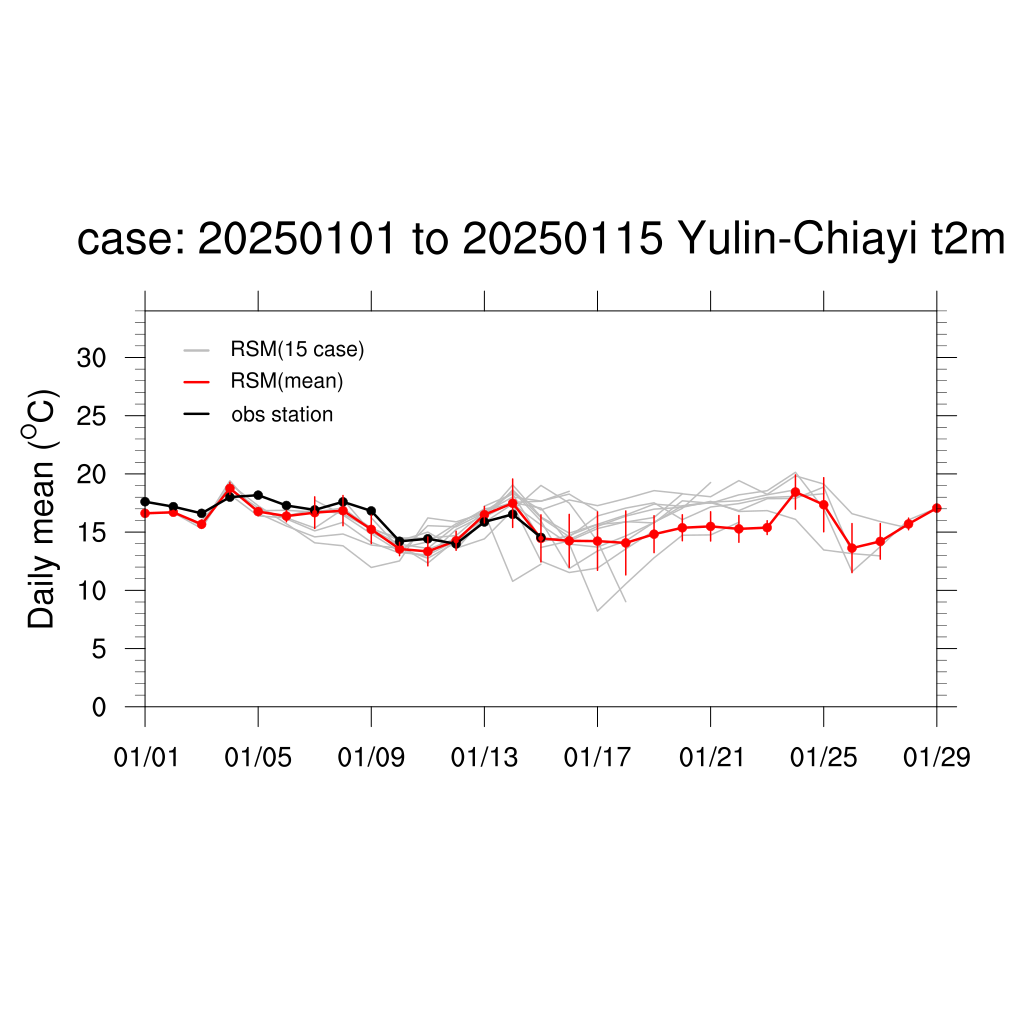 case: 20250101 to 20250115 Yulin-Chiayi t2m
Daily mean (°C)
RSM(15 case)
RSM(mean)
obs station
30
25
20
15
10
5
0
01/01 01/05 01/09 01/13 01/17 01/21 01/25 01/29